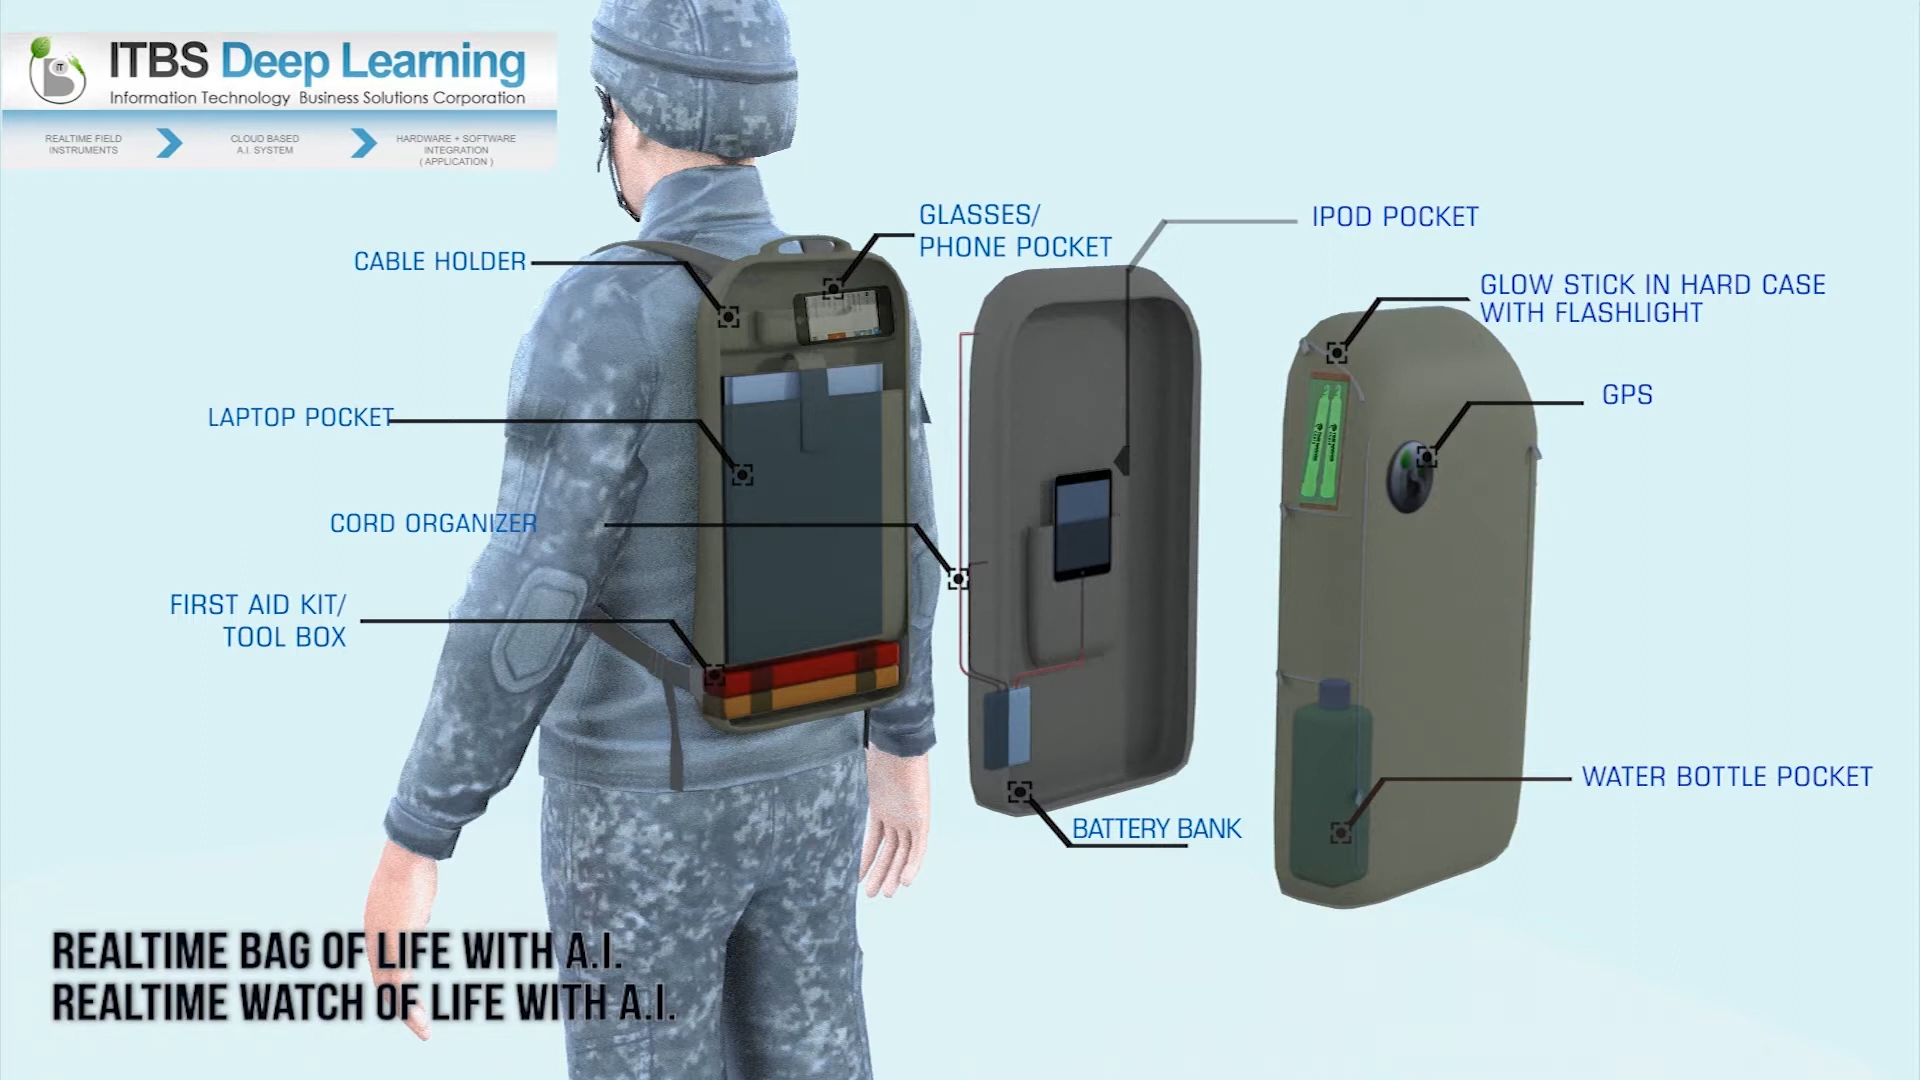 ITBS Deep Learning
Information Technology Business Solutions Corporation
REALTIME FIELD
INSTRUMENTS
CLOUD BASED
A.I. SYSTEM
HARDWARE + SOFTWARE
INTEGRATION
( APPLICATION )
GLASSES/
PHONE POCKET
IPOD POCKET
CABLE HOLDER
GLOW STICK IN HARD CASE
WITH FLASHLIGHT
GPS
LAPTOP POCKET
CORD ORGANIZER
FIRST AID KIT/
TOOL BOX
WATER BOTTLE POCKET
BATTERY BANK
REALTIME BAG OF LIFE WITH A.I.
REALTIME WATCH OF LIFE WITH A.I.